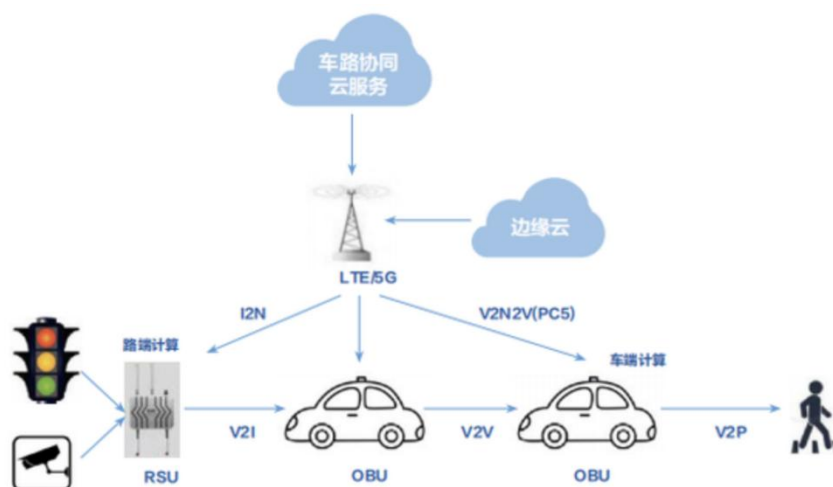 车路协同
云服务
边缘云
LTE/5G
I2N
V2N2V(PC5)
路端计算
车端计算
V2I
V2V
V2P
RSU
OBU
OBU